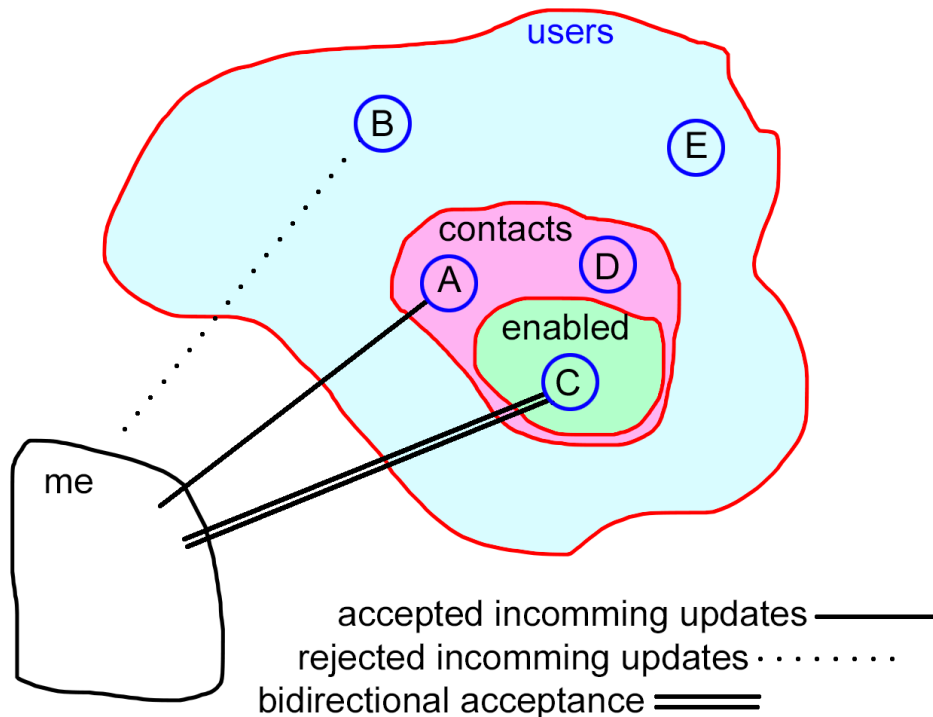 users
B
E
contacts
A
D
enabled
C
me
accepted incomming updates
rejected incomming updates
bidirectional acceptance